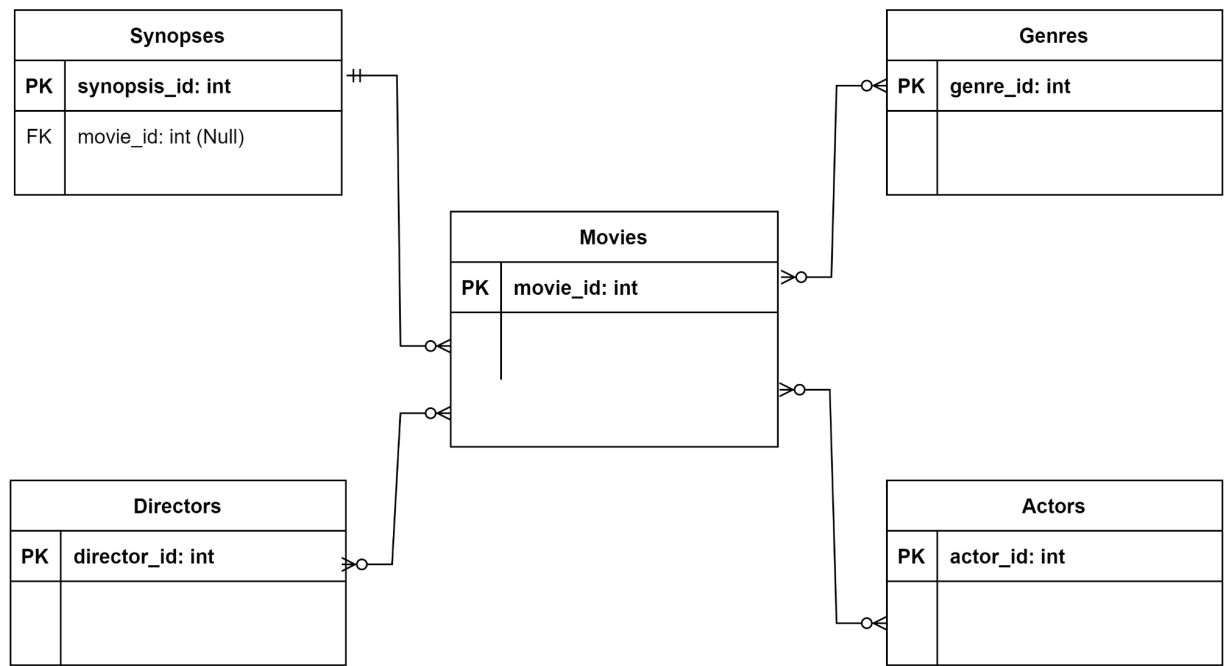 Synopses
PK synopsis_id: int
FK movie_id: int (Null)
Genres
PK genre_id: int
Movies
PK movie_id: int
Directors
PK director_id: int
Actors
PK actor_id: int